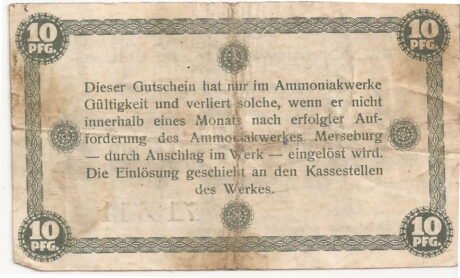 10 PFG. 10 PFG.
Dieser Gutschein hat nur im Ammoniakwerke
Gültigkeit und verliert solche, wenn er nicht
innerhalb eines Monats nach erfolgter Auf-
forderung des Ammoniakwerkes Merseburg
— durch Anschlag im Werk — eingelöst wird.
Die Einlösung geschieht an den Kassestellen
des Werkes.
10 PFG. 10 PFG.